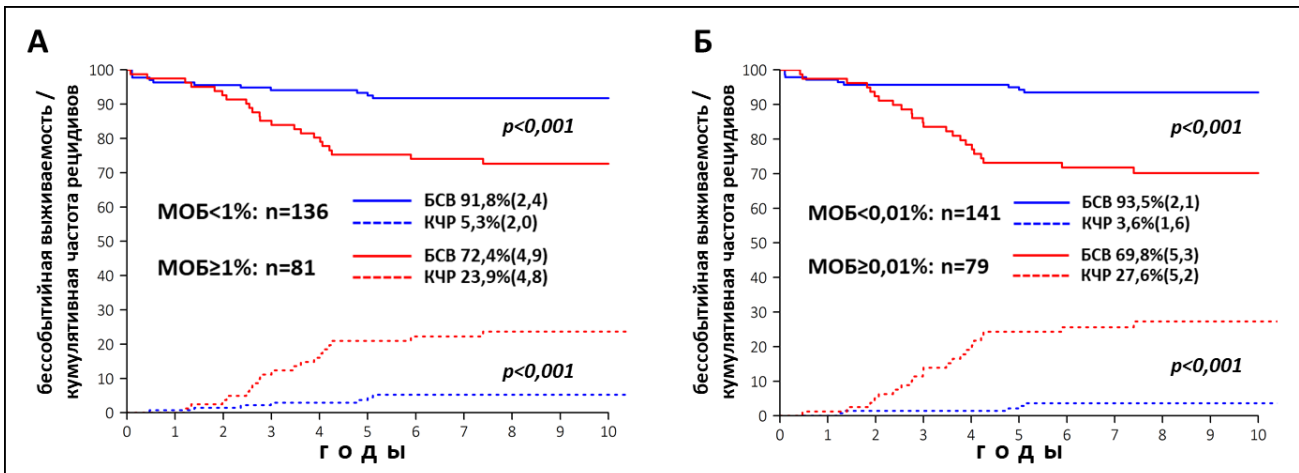 А
бессобытийная выживаемость /
кумулятивная частота рецидивов
100
90
80
70
60
50
40
30
20
10
0
p<0,001
МОБ<1%: n=136
БСВ 91,8%(2,4)
КЧР 5,3%(2,0)
МОБ≥1%: n=81
БСВ 72,4%(4,9)
КЧР 23,9%(4,8)
p<0,001
0 1 2 3 4 5 6 7 8 9 10
г о д ы
Б
бессобытийная выживаемость /
кумулятивная частота рецидивов
100
90
80
70
60
50
40
30
20
10
0
p<0,001
МОБ<0,01%: n=141
БСВ 93,5%(2,1)
КЧР 3,6%(1,6)
МОБ≥0,01%: n=79
БСВ 69,8%(5,3)
КЧР 27,6%(5,2)
p<0,001
0 1 2 3 4 5 6 7 8 9 10
г о д ы